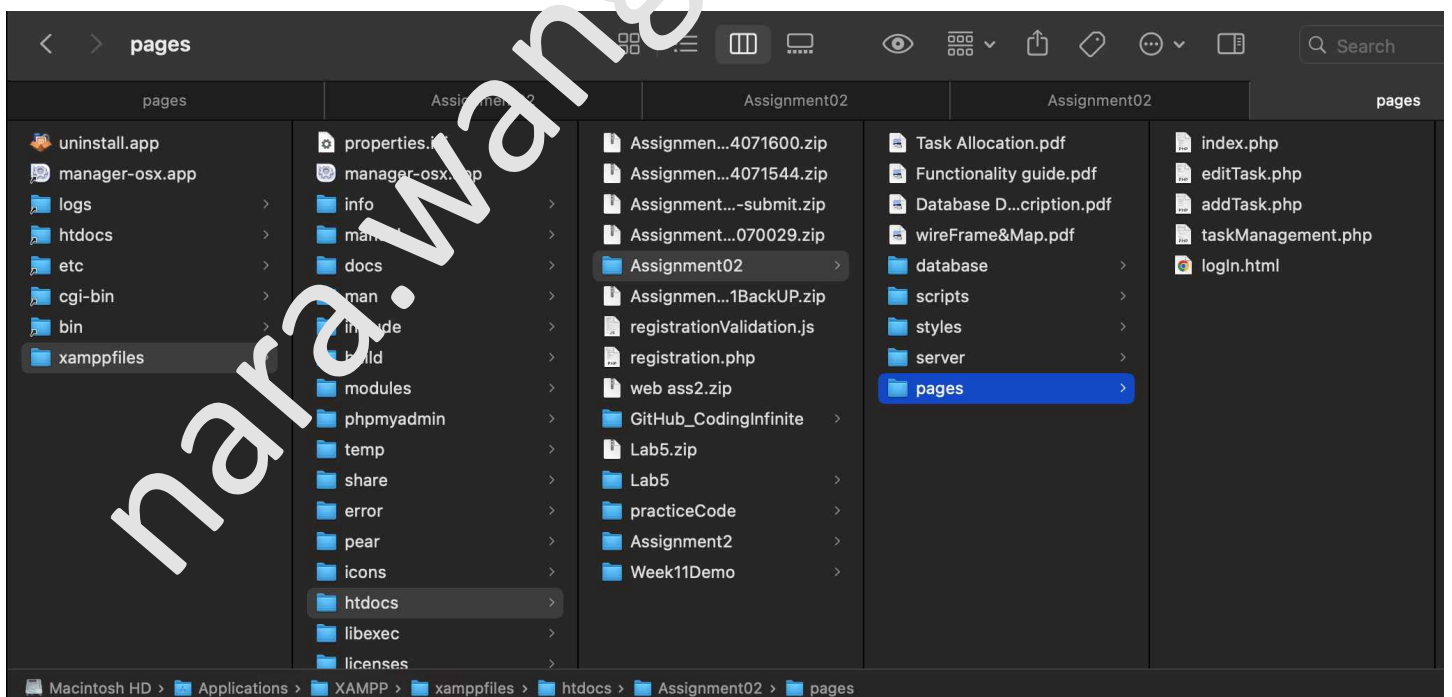 pages
Search
pages
Assignment02
Assignment02
Assignment02
pages
uninstall.app
manager-osx.app
logs
htdocs
etc
cgi-bin
bin
xamppfiles
manager-osx.app
info
docs
man
build
modules
phpmyadmin
temp
share
error
pear
icons
htdocs
libexec
licenses
Assignmen...4071600.zip
Assignmen...4071544.zip
Assignment...-submit.zip
Assignment...070029.zip
Assignment02
Assignmen...1BackUP.zip
registrationValidation.js
registration.php
web ass2.zip
GitHub_CodingInfinite
Lab5.zip
Lab5
practiceCode
Assignment2
Week11Demo
Task Allocation.pdf
Functionality guide.pdf
Database D...cription.pdf
wireFrame&Map.pdf
database
scripts
styles
server
pages
index.php
editTask.php
addTask.php
taskManagement.php
logIn.html
Macintosh HD › Applications › XAMPP › xamppfiles › htdocs › Assignment02 › pages